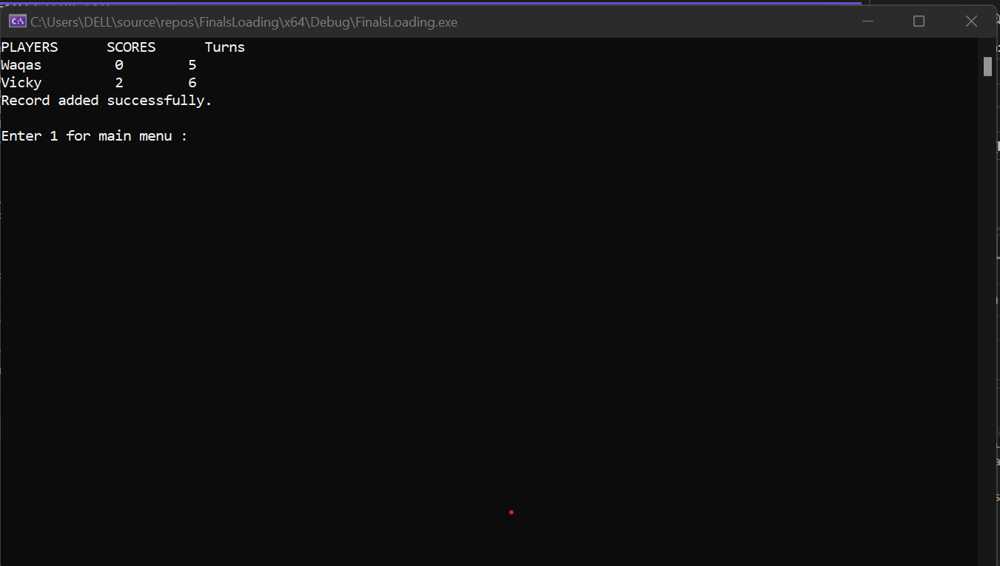 C:\Users\DELL\source\repos\FinalsLoading\x64\Debug\FinalsLoading.exe
PLAYERS      SCORES      Turns
Waqas         0        5
Vicky         2        6
Record added successfully.
Enter 1 for main menu :